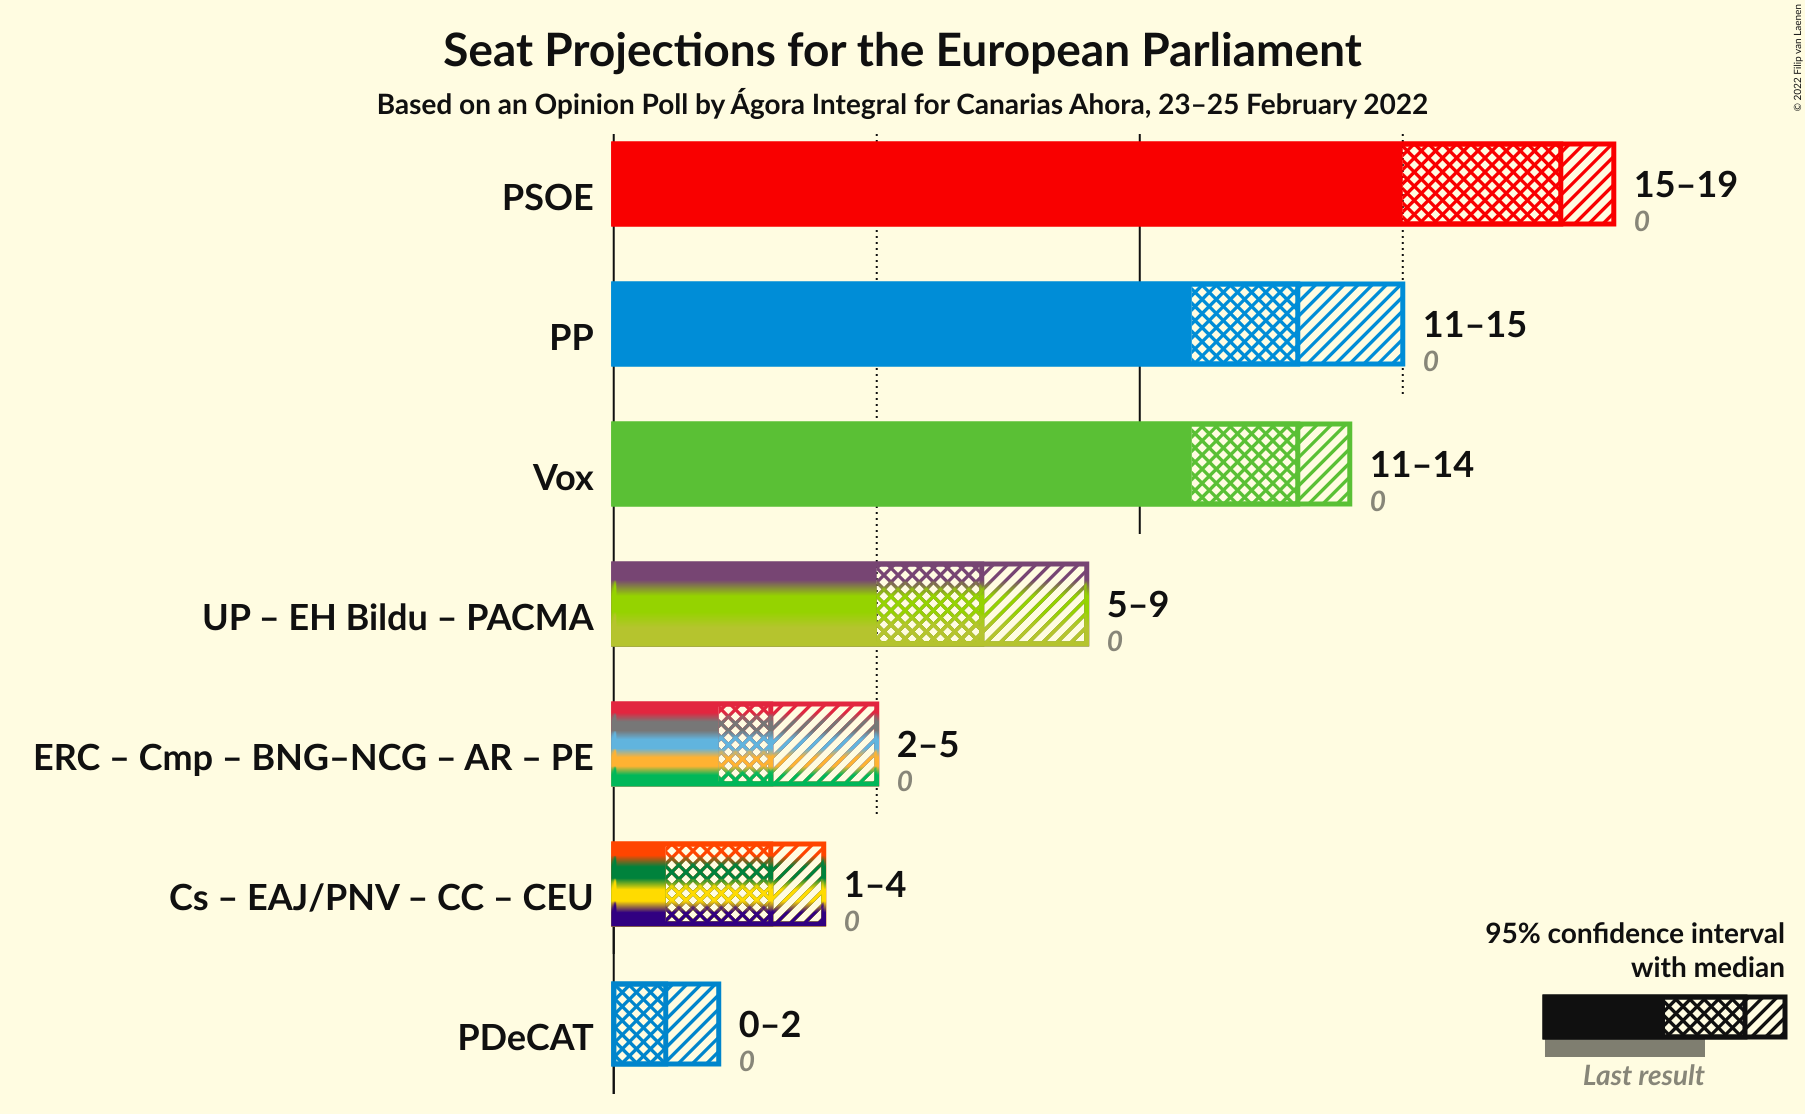 Seat Projections for the European Parliament
Based on an Opinion Poll by Ágora Integral for Canarias Ahora, 23–25 February 2022
© 2022 Filip van Laenen
PSOE
15–19
0
PP
11–15
0
Vox
11–14
0
UP – EH Bildu – PACMA
5–9
0
ERC – Cmp – BNG–NCG – AR – PE
2–5
0
Cs – EAJ/PNV – CC – CEU
1–4
0
PDeCAT
0–2
0
95% confidence interval
with median
Last result